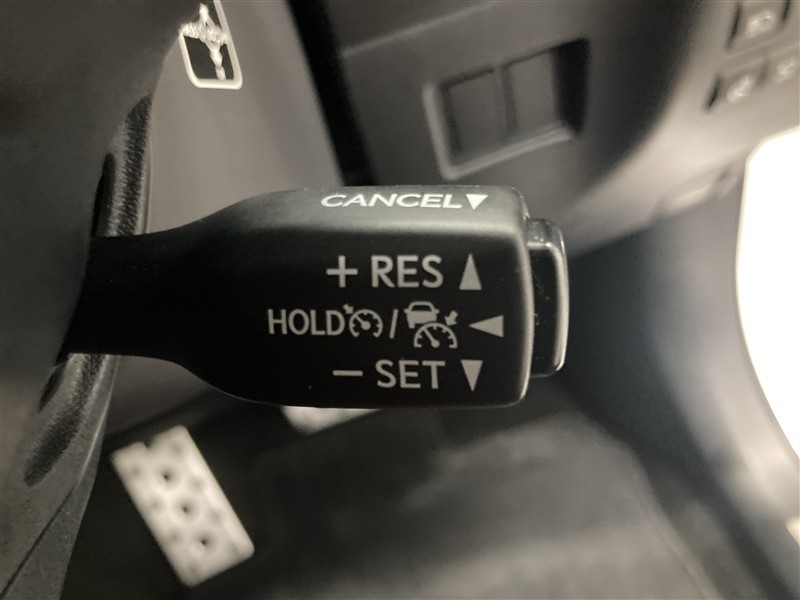 CANCEL▼
+ RES ▲
HOLD / ◀
− SET ▼